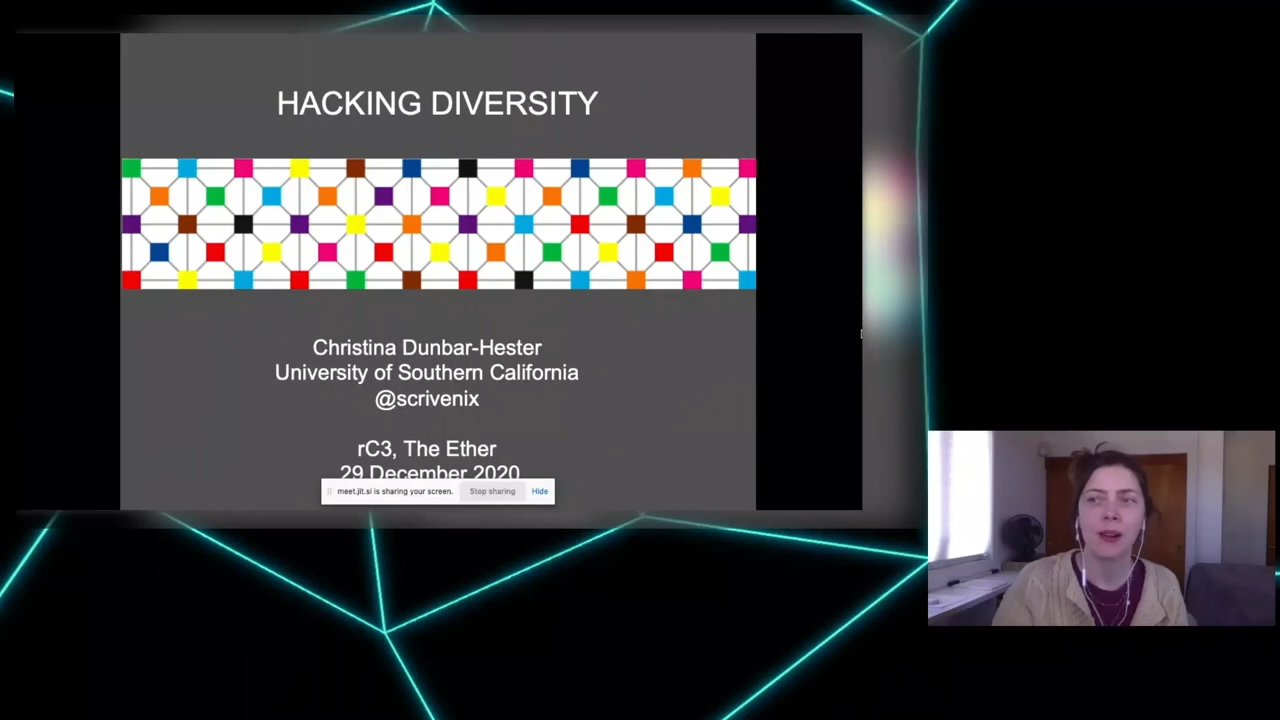 HACKING DIVERSITY
Christina Dunbar-Hester
University of Southern California
@scrivenix
rC3, The Ether
29 December 2020
meet.jit.si is sharing your screen. Stop sharing Hide